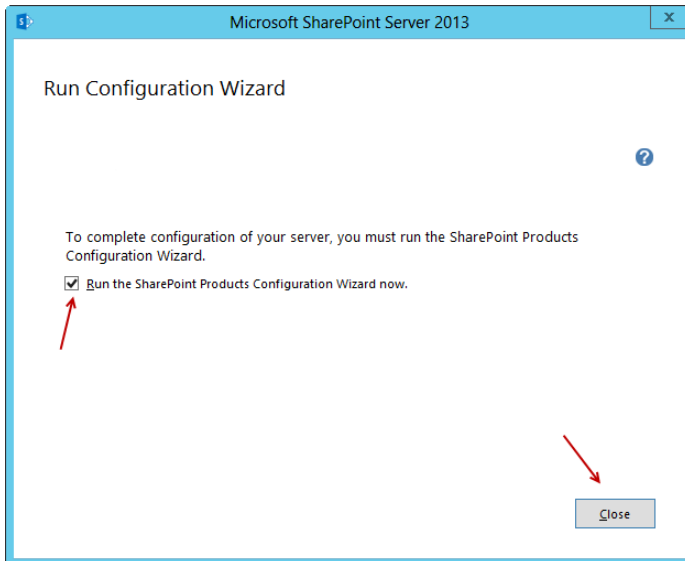 Microsoft SharePoint Server 2013
x
Run Configuration Wizard
?
To complete configuration of your server, you must run the SharePoint Products
Configuration Wizard.
Run the SharePoint Products Configuration Wizard now.
Close